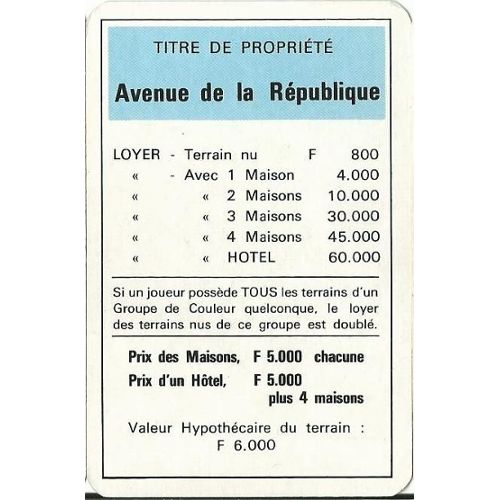 TITRE DE PROPRIÉTÉ
Avenue de la République
LOYER - Terrain nu F 800
« - Avec 1 Maison 4.000
« « 2 Maisons 10.000
« « 3 Maisons 30.000
« « 4 Maisons 45.000
« « HOTEL 60.000
Si un joueur possède TOUS les terrains d'un
Groupe de Couleur quelconque, le loyer
des terrains nus de ce groupe est doublé.
Prix des Maisons, F 5.000 chacune
Prix d'un Hôtel, F 5.000
plus 4 maisons
Valeur Hypothécaire du terrain :
F 6.000